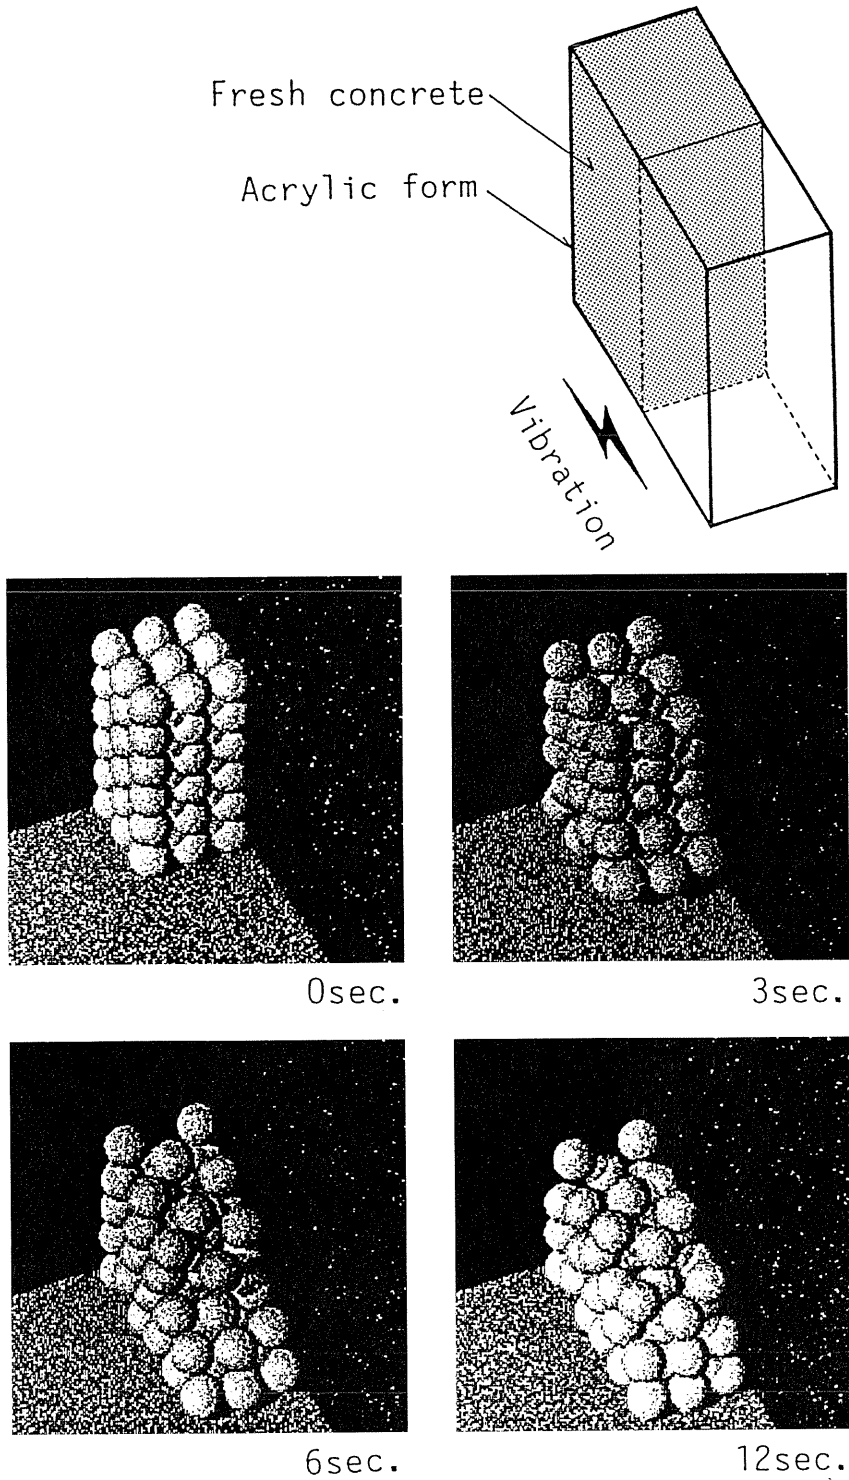 Fresh concrete
Acrylic form
Vibration
0sec.
3sec.
6sec.
12sec.